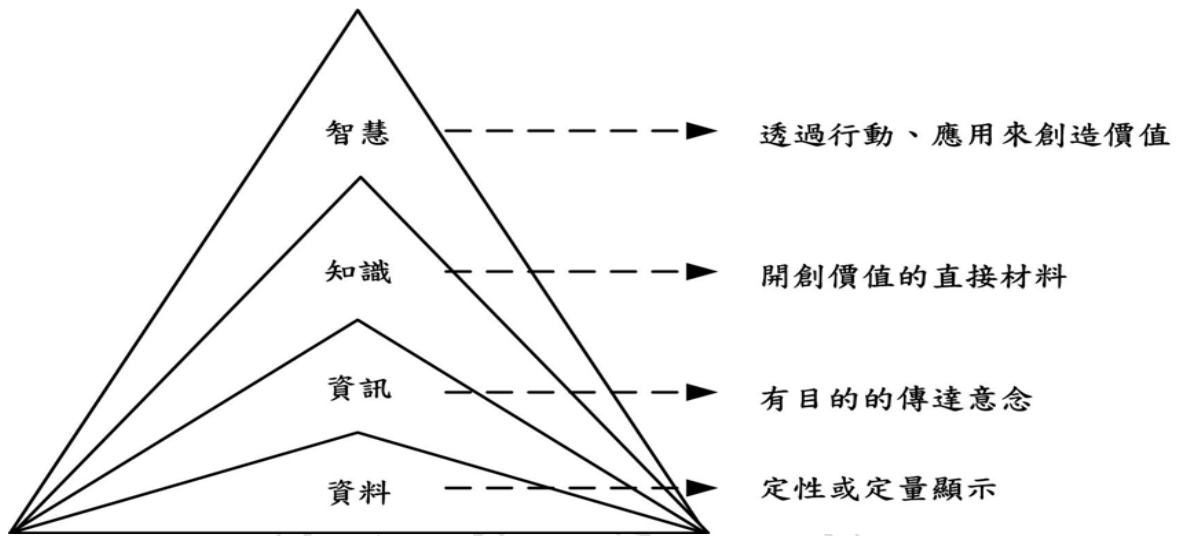 智慧 透過行動、應用來創造價值
知識 開創價值的直接材料
資訊 有目的的傳達意念
資料 定性或定量顯示